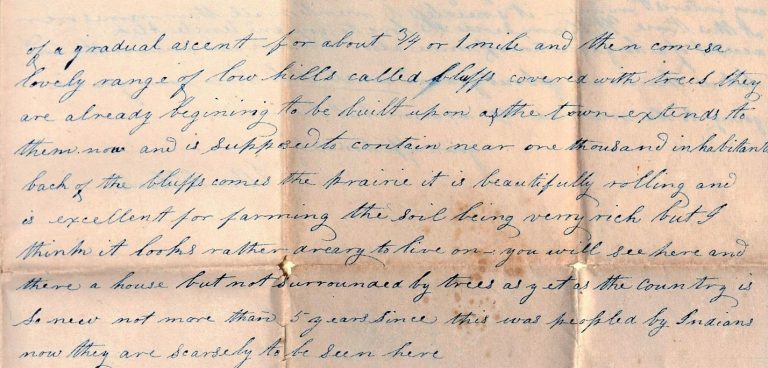 of a gradual ascent for about 3/4 or 1 mile and then comes a
lovely range of low hills called bluffs covered with trees they
are already begining to be built upon as the town extends to
them now and is supposed to contain near one thousand inhabitants
back of the bluffs comes the prairie it is beautifully rolling and
is excellent for farming the soil being verry rich but I
think it looks rather dreary to live on - you will see here and
there a house but not surrounded by trees as yet as the country is
so new not more than 5 years since this was peopled by Indians
now they are scarsely to be seen here